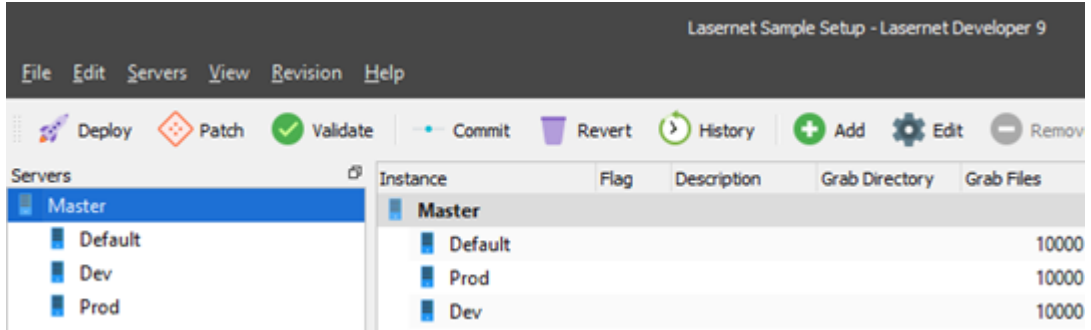 Lasernet Sample Setup - Lasernet Developer 9
File Edit Servers View Revision Help
Deploy Patch Validate Commit Revert History Add Edit Remov
Servers
Master
Default
Dev
Prod
Instance Flag Description Grab Directory Grab Files
Master
Default 10000
Prod 10000
Dev 10000